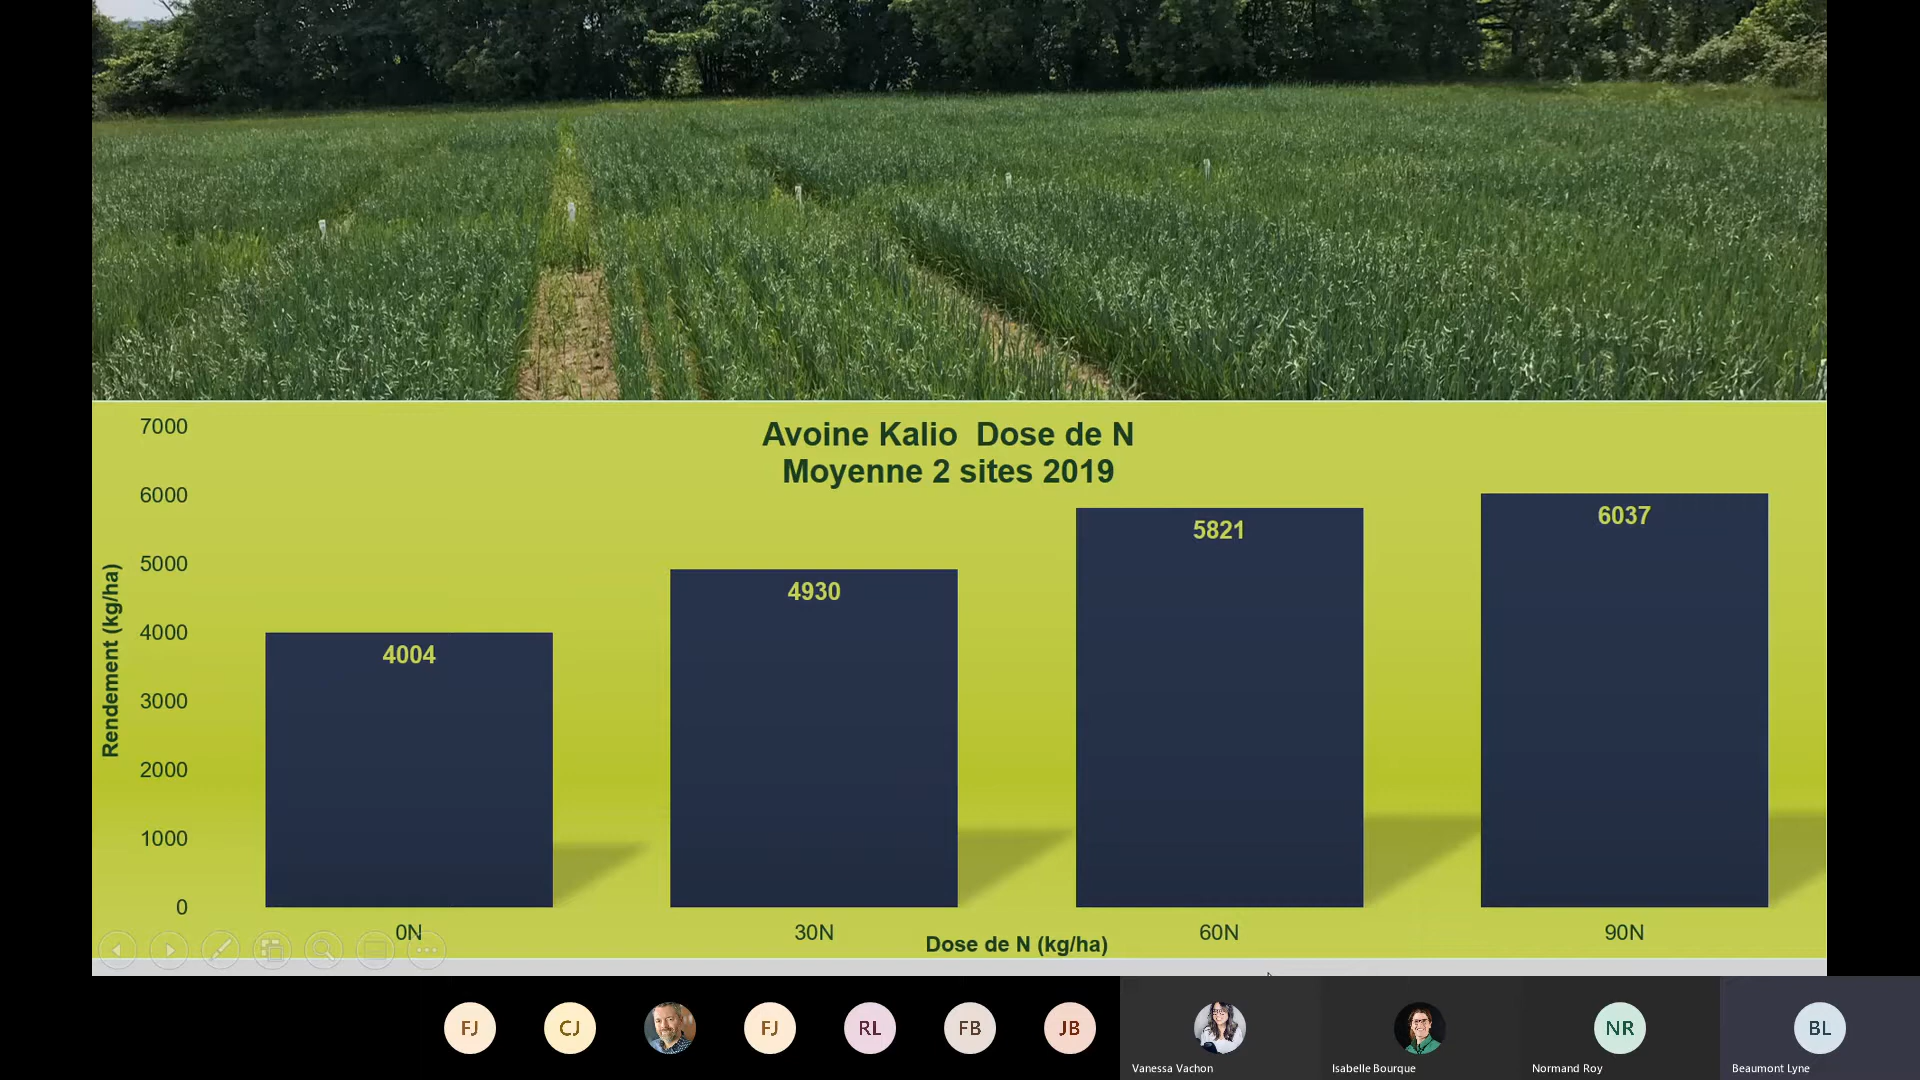 Avoine Kalio  Dose de N
Moyenne 2 sites 2019
Rendement (kg/ha)
7000
6000
5000
4000
3000
2000
1000
0
4004
4930
5821
6037
0N
30N
60N
90N
Dose de N (kg/ha)
FJ
CJ
FJ
RL
FB
JB
NR
BL
Vanessa Vachon
Isabelle Bourque
Normand Roy
Beaumont Lyne